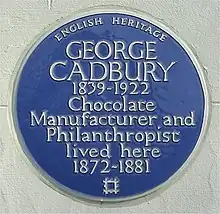 ENGLISH HERITAGE
GEORGE
CADBURY
1839-1922
Chocolate
Manufacturer and
Philanthropist
lived here
1872-1881